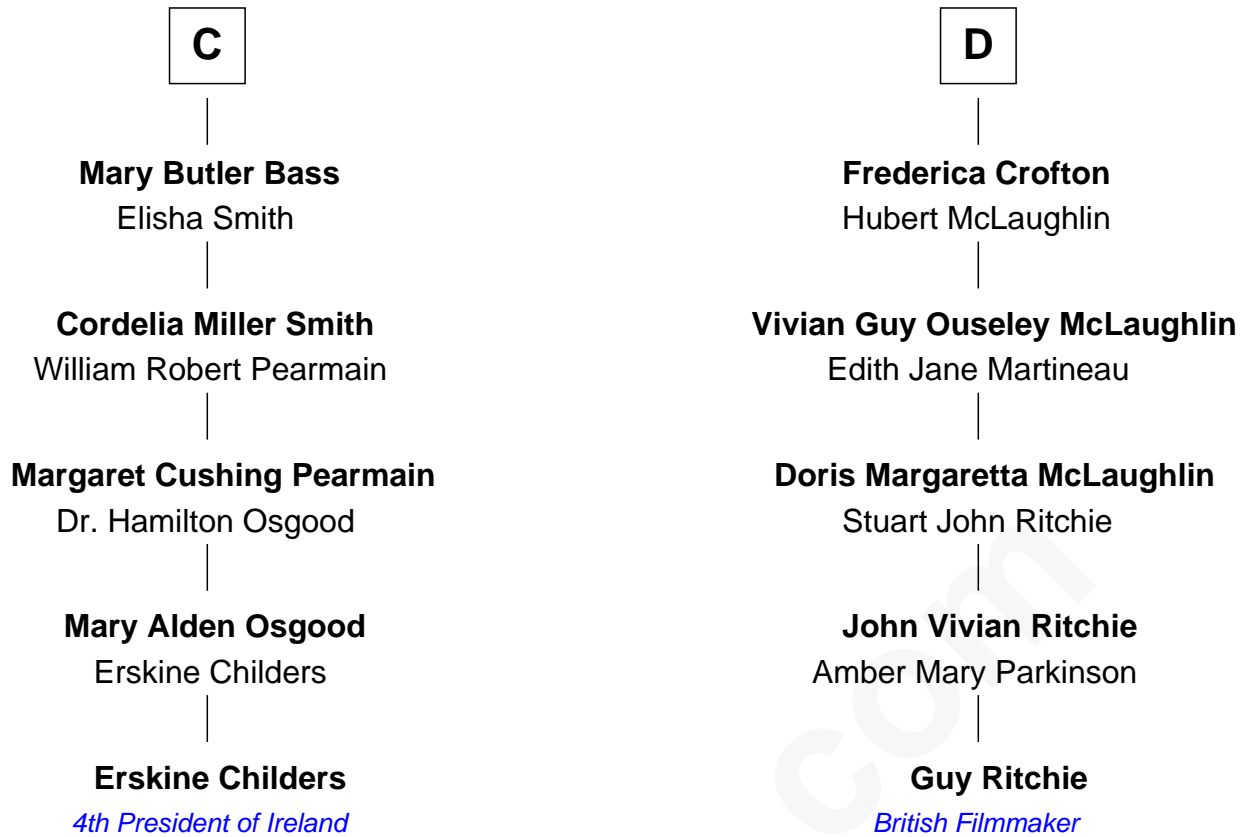 C
Mary Butler Bass
Elisha Smith
Cordelia Miller Smith
William Robert Pearmain
Margaret Cushing Pearmain
Dr. Hamilton Osgood
Mary Alden Osgood
Erskine Childers
Erskine Childers
4th President of Ireland
D
Frederica Crofton
Hubert McLaughlin
Vivian Guy Ouseley McLaughlin
Edith Jane Martineau
Doris Margaretta McLaughlin
Stuart John Ritchie
John Vivian Ritchie
Amber Mary Parkinson
Guy Ritchie
British Filmmaker
com